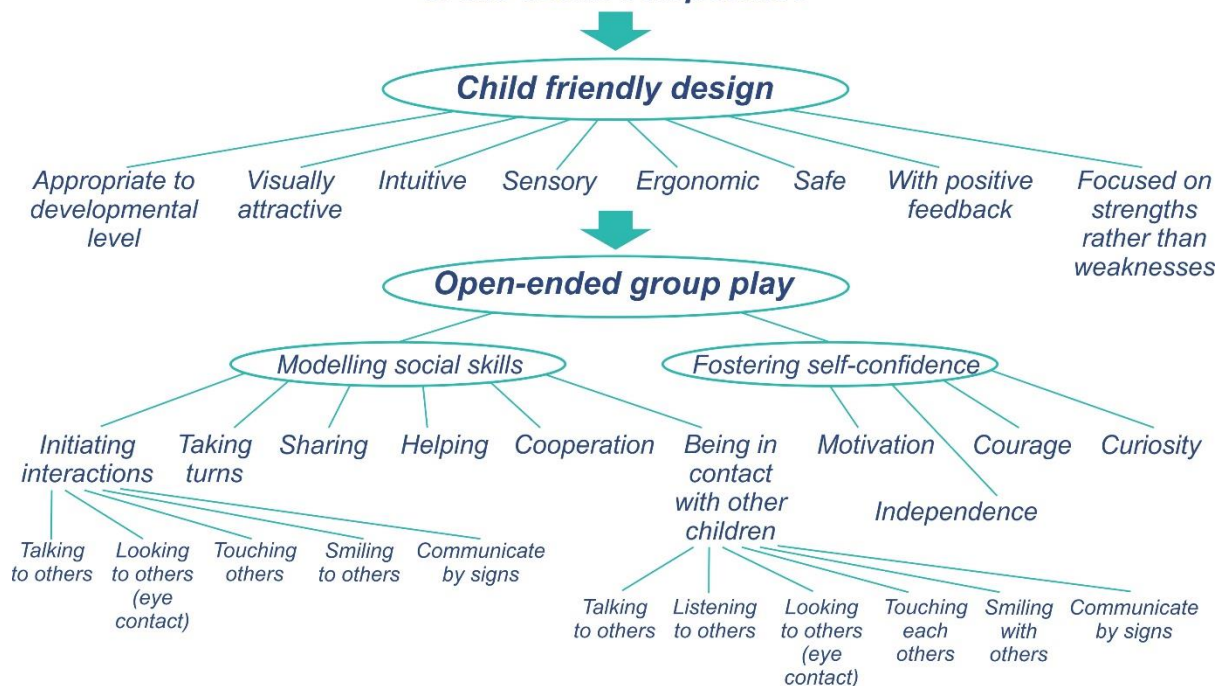 Child friendly design
Appropriate to
developmental
level
Visually
attractive
Intuitive
Sensory
Ergonomic
Safe
With positive
feedback
Focused on
strengths
rather than
weaknesses
Open-ended group play
Modelling social skills
Fostering self-confidence
Initiating
interactions
Taking
turns
Sharing
Helping
Cooperation
Being in
contact
with other
children
Motivation
Courage
Curiosity
Independence
Talking
to others
Looking
to others
(eye
contact)
Touching
others
Smiling
to others
Communicate
by signs
Talking
to others
Listening
to others
Looking
to others
(eye
contact)
Touching
each
others
Smiling
with
others
Communicate
by signs